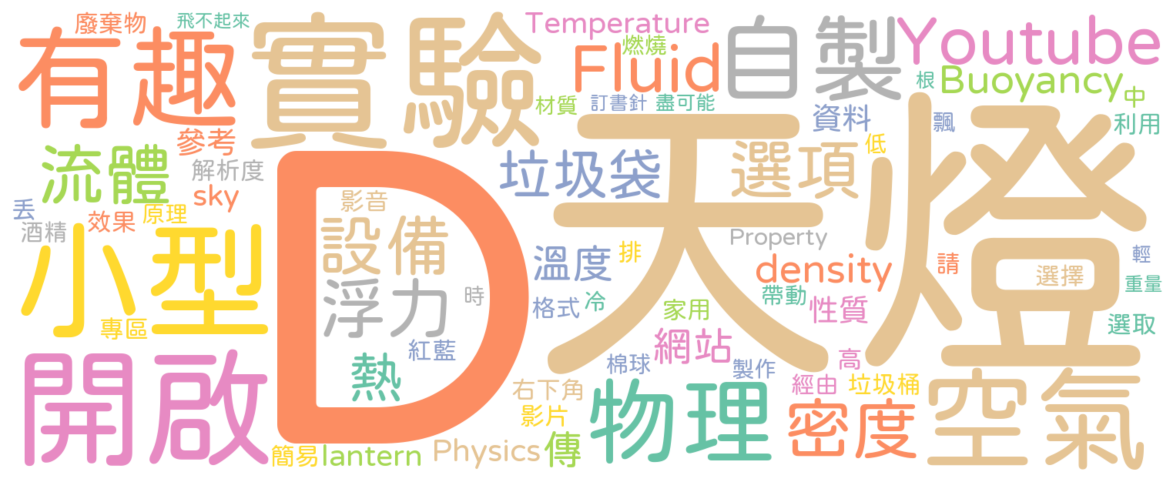 廢棄物
飛不起來
有趣
實驗
Temperature
燃燒
Fluid
自製
Youtube
根
Buoyancy
中
材質
訂書針
盡可能
資料
飄
利用
參考
流體
解析度
sky
垃圾袋
選項
低
天燈
D
丟
效果
原理
酒精
影音
小型
設備
溫度
排
Property
density
請
選擇
輕
重量
浮力
時
格式
冷
家用
帶動
性質
選取
專區
紅藍
網站
開啟
熱
棉球
製作
高
經由
垃圾桶
空氣
右下角
影片
物理
密度
簡易
lantern
Physics
傳